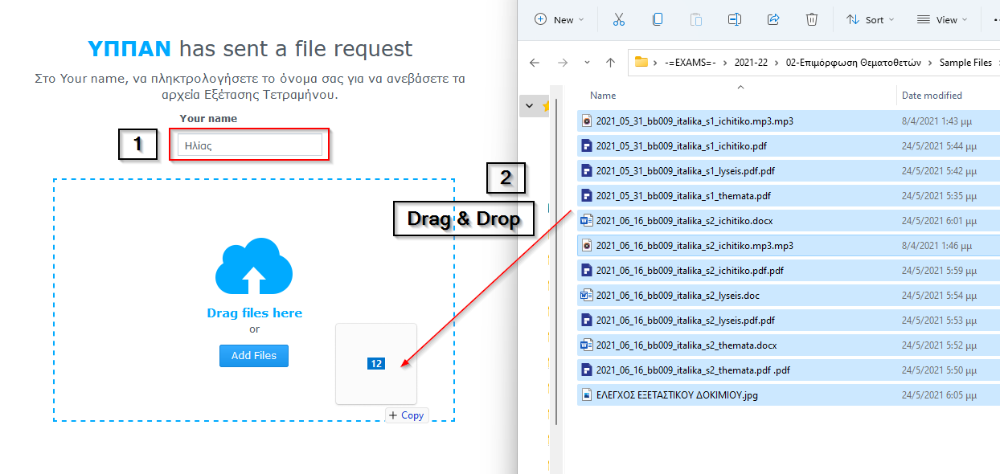 ΥΠΠΑΝ has sent a file request
Στο Your name, να πληκτρολογήσετε το όνομα σας για να ανεβάσετε τα
αρχεία Εξέτασης Τετραμήνου.
Your name
1
Ηλίας
2
Drag & Drop
Drag files here
or
Add Files
12
+ Copy
New
Sort
View
-=EXAMS=- > 2021-22 > 02-Επιμόρφωση Θεματοθετών > Sample Files
Name Date modified
2021_05_31_bb009_italika_s1_ichitiko.mp3.mp3 8/4/2021 1:43 μμ
2021_05_31_bb009_italika_s1_ichitiko.pdf 24/5/2021 5:44 μμ
2021_05_31_bb009_italika_s1_lyseis.pdf.pdf 24/5/2021 5:42 μμ
2021_05_31_bb009_italika_s1_themata.pdf 24/5/2021 5:35 μμ
2021_06_16_bb009_italika_s2_ichitiko.docx 24/5/2021 6:01 μμ
2021_06_16_bb009_italika_s2_ichitiko.mp3.mp3 8/4/2021 1:46 μμ
2021_06_16_bb009_italika_s2_ichitiko.pdf.pdf 24/5/2021 5:59 μμ
2021_06_16_bb009_italika_s2_lyseis.doc 24/5/2021 5:54 μμ
2021_06_16_bb009_italika_s2_lyseis.pdf.pdf 24/5/2021 5:53 μμ
2021_06_16_bb009_italika_s2_themata.docx 24/5/2021 5:52 μμ
2021_06_16_bb009_italika_s2_themata.pdf .pdf 24/5/2021 5:50 μμ
ΕΛΕΓΧΟΣ ΕΞΕΤΑΣΤΙΚΟΥ ΔΟΚΙΜΙΟΥ.jpg 24/5/2021 6:05 μμ